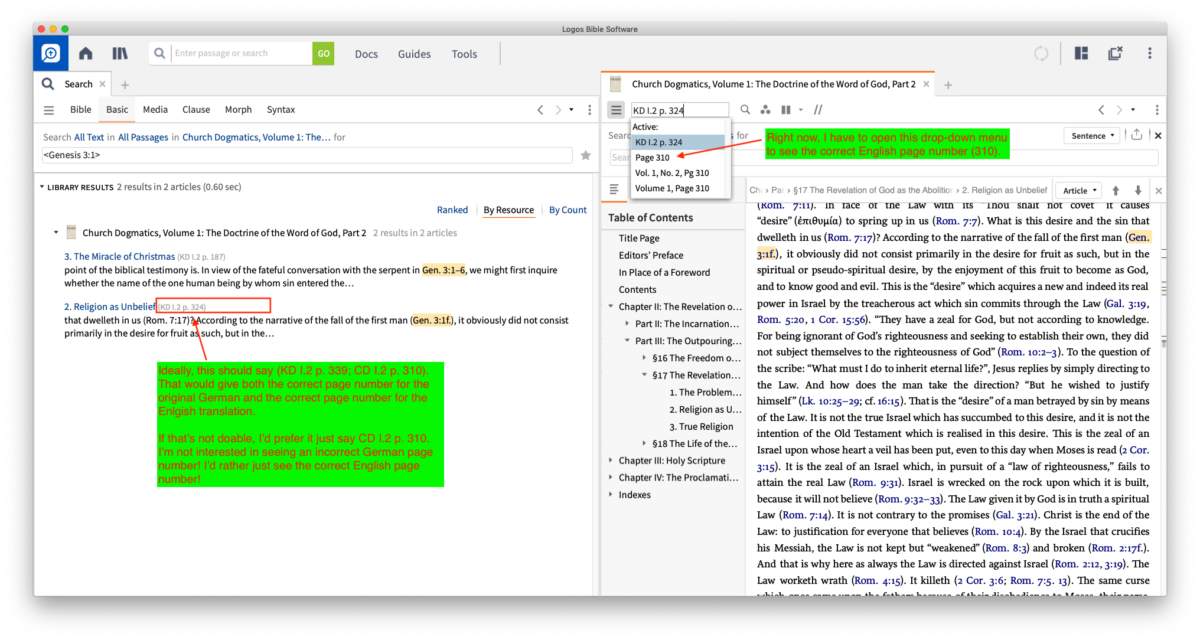 Logos Bible Software
Enter passage or search
GO
Docs
Guides
Tools
Search
Bible
Basic
Media
Clause
Morph
Syntax
Search All Text in All Passages in Church Dogmatics, Volume 1: The… for
<Genesis 3:1>
LIBRARY RESULTS 2 results in 2 articles (0.60 sec)
Ranked
By Resource
By Count
Church Dogmatics, Volume 1: The Doctrine of the Word of God, Part 2 2 results in 2 articles
3. The Miracle of Christmas (KD I.2 p. 187)
point of the biblical testimony is. In view of the fateful conversation with the serpent in Gen. 3:1–6, we might first inquire
whether the name of the one human being by whom sin entered the…
2. Religion as Unbelief (KD I.2 p. 324)
that dwelleth in us (Rom. 7:17)? According to the narrative of the fall of the first man (Gen. 3:1f.), it obviously did not consist
primarily in the desire for fruit as such, but in the…
Ideally, this should say (KD I.2 p. 339; CD I.2 p. 310).
That would give both the correct page number for the
original German and the correct page number for the
Enlgish translation.
If that's not doable, I'd prefer it just say CD I.2 p. 310.
I'm not interested in seeing an incorrect German page
number! I'd rather just see the correct English page
number!
Church Dogmatics, Volume 1: The Doctrine of the Word of God, Part 2
KD I.2 p. 324
Active:
KD I.2 p. 324
Page 310
Vol. 1, No. 2, Pg 310
Volume 1, Page 310
for
Right now, I have to open this drop-down menu
to see the correct English page number (310).
Sentence
› §17 The Revelation of God as the Abolition › 2. Religion as Unbelief
Article
Table of Contents
Title Page
Editors' Preface
In Place of a Foreword
Contents
Chapter II: The Revelation o…
Part II: The Incarnation…
Part III: The Outpouring…
§16 The Freedom o…
§17 The Revelation…
1. The Problem…
2. Religion as U…
3. True Religion
§18 The Life of the…
Chapter III: Holy Scripture
Chapter IV: The Proclamati…
Indexes
(Rom. 7:11). In face of the Law with its "Thou shalt not covet" it causes
"desire" (ἐπιθυμία) to spring up in us (Rom. 7:7). What is this desire and the sin that
dwelleth in us (Rom. 7:17)? According to the narrative of the fall of the first man (Gen.
3:1f.), it obviously did not consist primarily in the desire for fruit as such, but in the
spiritual or pseudo-spiritual desire, by the enjoyment of this fruit to become as God,
and to know good and evil. This is the "desire" which acquires a new and indeed its real
power in Israel by the treacherous act which sin commits through the Law (Gal. 3:19,
Rom. 5:20, 1 Cor. 15:56). "They have a zeal for God, but not according to knowledge.
For being ignorant of God's righteousness and seeking to establish their own, they did
not subject themselves to the righteousness of God" (Rom. 10:2–3). To the question of
the scribe: "What must I do to inherit eternal life?", Jesus replies by simply directing to
the Law. And how does the man take the direction? "But he wished to justify
himself" (Lk. 10:25–29; cf. 16:15). That is the "desire" of a man betrayed by sin by means
of the Law. It is not the true Israel which has succumbed to this desire, and it is not the
intention of the Old Testament which is realised in this desire. This is the zeal of an
Israel upon whose heart a veil has been put, even to this day when Moses is read (2 Cor.
3:15). It is the zeal of an Israel which, in pursuit of a "law of righteousness," fails to
attain the real Law (Rom. 9:31). Israel is wrecked on the rock upon which it is built,
because it will not believe (Rom. 9:32–33). The Law given it by God is in truth a spiritual
Law (Rom. 7:14). It is not contrary to the promises (Gal. 3:21). Christ is the end of the
Law: to justification for everyone that believes (Rom. 10:4). By the Israel that crucifies
his Messiah, the Law is not kept but "weakened" (Rom. 8:3) and broken (Rom. 2:17f.).
And that is why here as always the Law is directed against Israel (Rom. 2:12, 3:19). The
Law worketh wrath (Rom. 4:15). It killeth (2 Cor. 3:6; Rom. 7:5. 13). The same curse